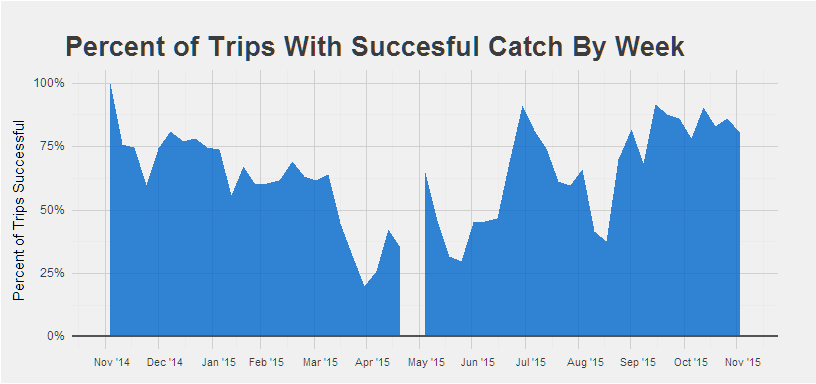 Percent of Trips With Succesful Catch By Week
Percent of Trips Successful
100%
75%
50%
25%
0%
Nov '14 Dec '14 Jan '15 Feb '15 Mar '15 Apr '15 May '15 Jun '15 Jul '15 Aug '15 Sep '15 Oct '15 Nov '15